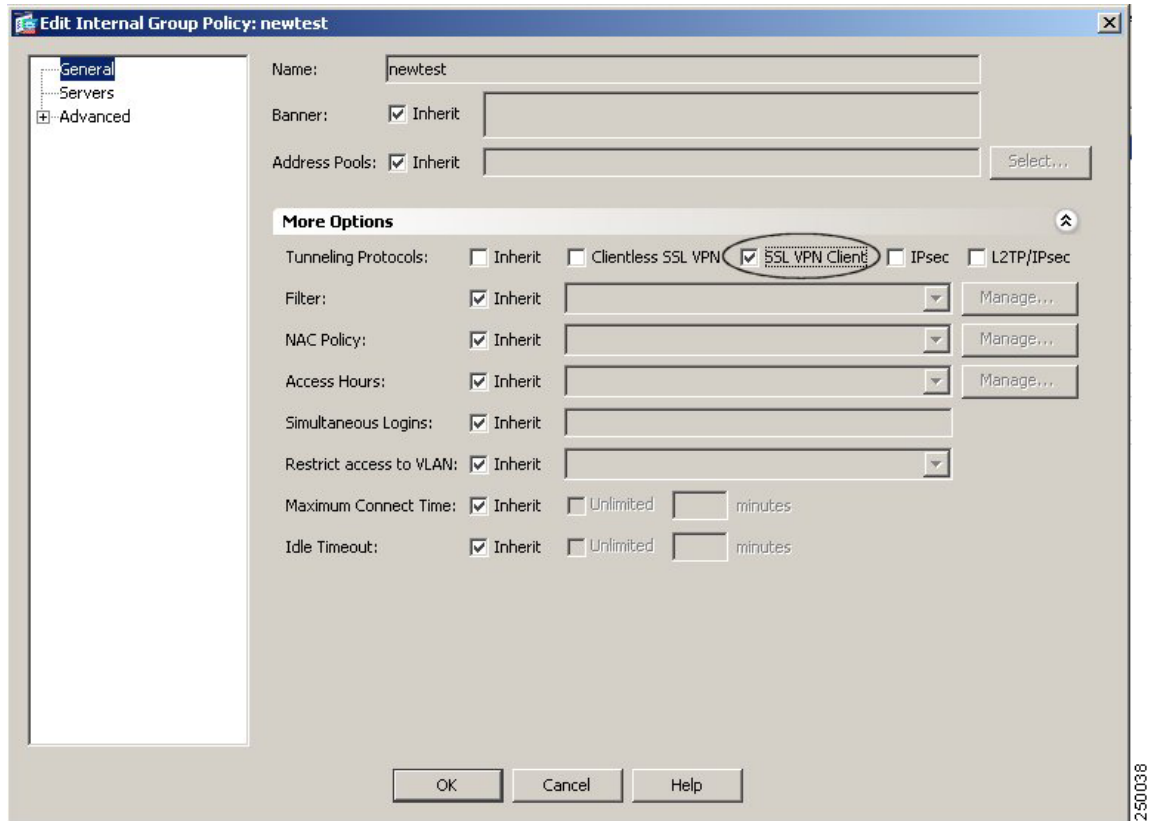 Edit Internal Group Policy: newtest
General
Servers
Advanced
Name: newtest
Banner: Inherit
Address Pools: Inherit Select...
More Options
Tunneling Protocols: Inherit Clientless SSL VPN SSL VPN Client IPsec L2TP/IPsec
Filter: Inherit Manage...
NAC Policy: Inherit Manage...
Access Hours: Inherit Manage...
Simultaneous Logins: Inherit
Restrict access to VLAN: Inherit
Maximum Connect Time: Inherit Unlimited minutes
Idle Timeout: Inherit Unlimited minutes
OK Cancel Help
250038